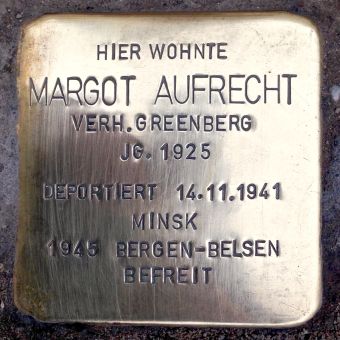 HIER WOHNTE
MARGOT AUFRECHT
VERH. GREENBERG
JG. 1925
DEPORTIERT 14.11.1941
MINSK
1945 BERGEN-BELSEN
BEFREIT